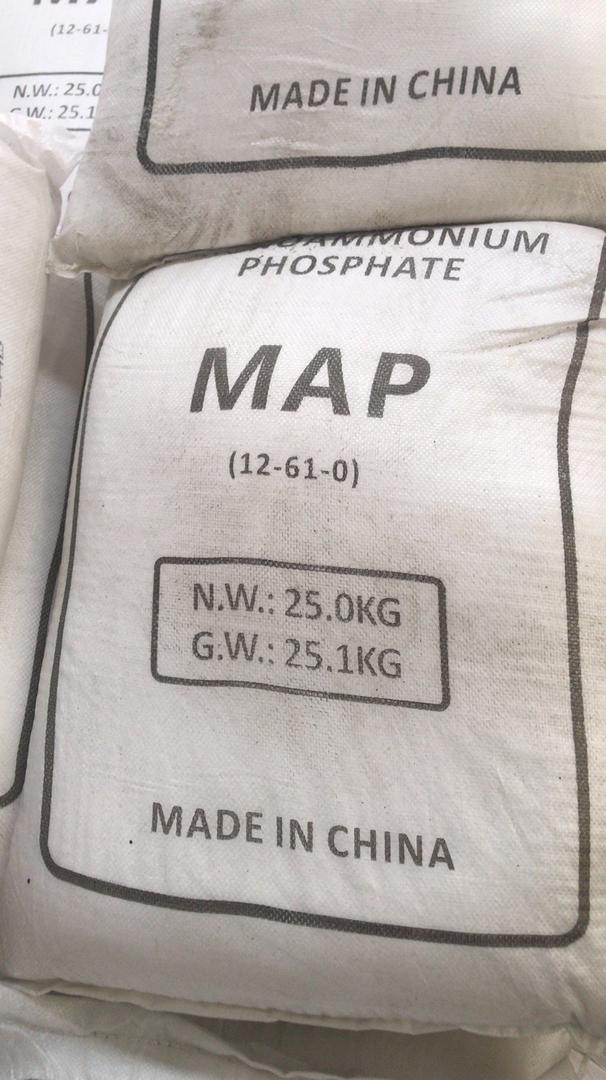 (12-61-
N.W.: 25.0
W.: 25.1
MADE IN CHINA
PHOSPHATE
MAP
(12-61-0)
N.W.: 25.0KG
G.W.: 25.1KG
MADE IN CHINA